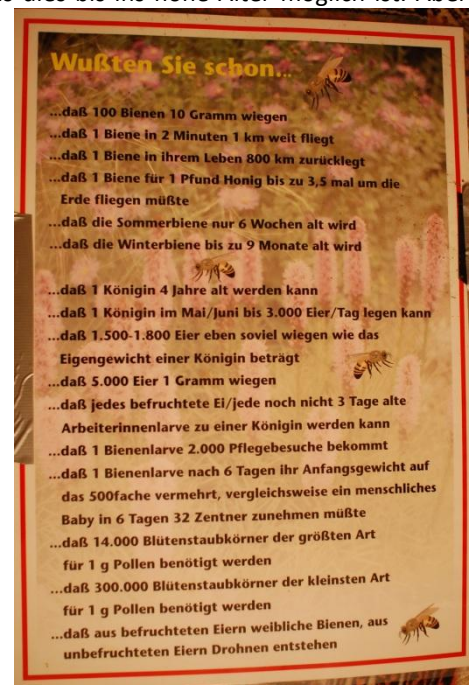 dies bis ins hohe Alter möglich ist. Aber
Wußten Sie schon...
...daß 100 Bienen 10 Gramm wiegen
...daß 1 Biene in 2 Minuten 1 km weit fliegt
...daß 1 Biene in ihrem Leben 800 km zurücklegt
...daß 1 Biene für 1 Pfund Honig bis zu 3,5 mal um die
Erde fliegen müßte
...daß die Sommerbiene nur 6 Wochen alt wird
...daß die Winterbiene bis zu 9 Monate alt wird
...daß 1 Königin 4 Jahre alt werden kann
...daß 1 Königin im Mai/Juni bis 3.000 Eier/Tag legen kann
...daß 1.500-1.800 Eier eben soviel wiegen wie das
Eigengewicht einer Königin beträgt
...daß 5.000 Eier 1 Gramm wiegen
...daß jedes befruchtete Ei/jede noch nicht 3 Tage alte
Arbeiterinnenlarve zu einer Königin werden kann
...daß 1 Bienenlarve 2.000 Pflegebesuche bekommt
...daß 1 Bienenlarve nach 6 Tagen ihr Anfangsgewicht auf
das 500fache vermehrt, vergleichsweise ein menschliches
Baby in 6 Tagen 32 Zentner zunehmen müßte
...daß 14.000 Blütenstaubkörner der größten Art
für 1 g Pollen benötigt werden
...daß 300.000 Blütenstaubkörner der kleinsten Art
für 1 g Pollen benötigt werden
...daß aus befruchteten Eiern weibliche Bienen, aus
unbefruchteten Eiern Drohnen entstehen